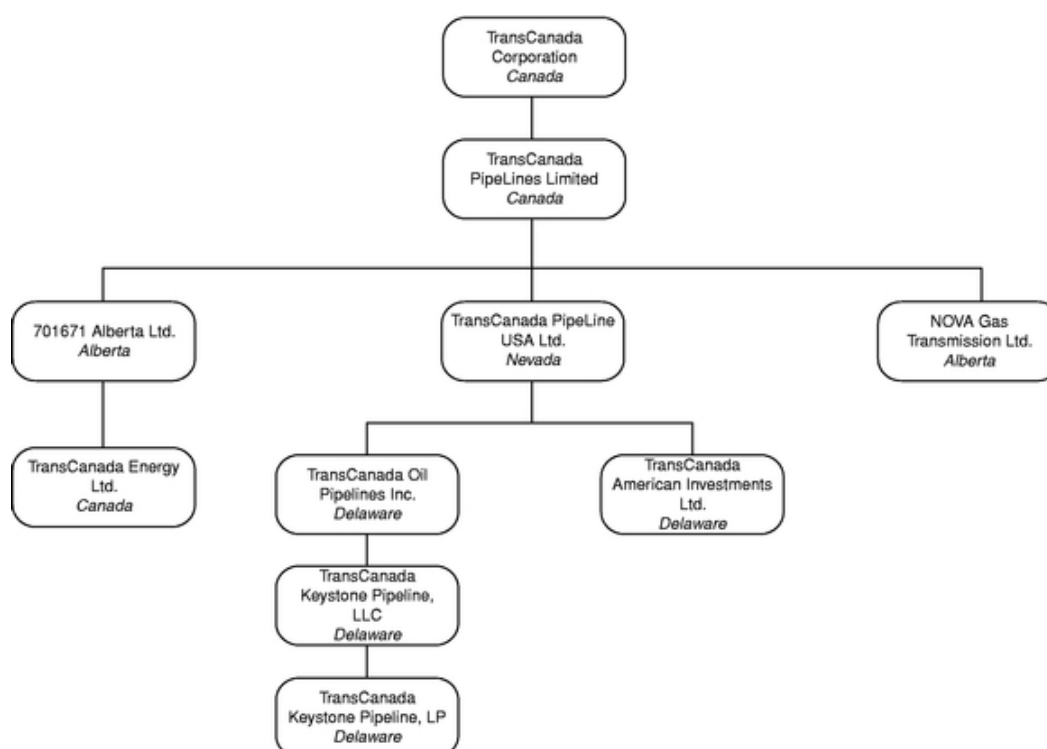 TransCanada
Corporation
Canada
TransCanada
PipeLines Limited
Canada
701671 Alberta Ltd.
Alberta
TransCanada PipeLine
USA Ltd.
Nevada
NOVA Gas
Transmission Ltd.
Alberta
TransCanada Energy
Ltd.
Canada
TransCanada Oil
Pipelines Inc.
Delaware
TransCanada
American Investments
Ltd.
Delaware
TransCanada
Keystone Pipeline,
LLC
Delaware
TransCanada
Keystone Pipeline, LP
Delaware